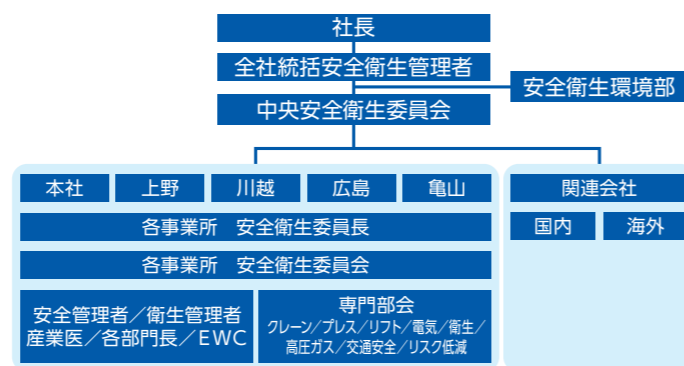 社長
全社統括安全衛生管理者
安全衛生環境部
中央安全衛生委員会
本社
上野
川越
広島
亀山
各事業所　安全衛生委員長
各事業所　安全衛生委員会
安全管理者／衛生管理者
産業医／各部門長／EWC
専門部会
クレーン／プレス／リフト／電気／衛生／
高圧ガス／交通安全／リスク低減
関連会社
国内
海外